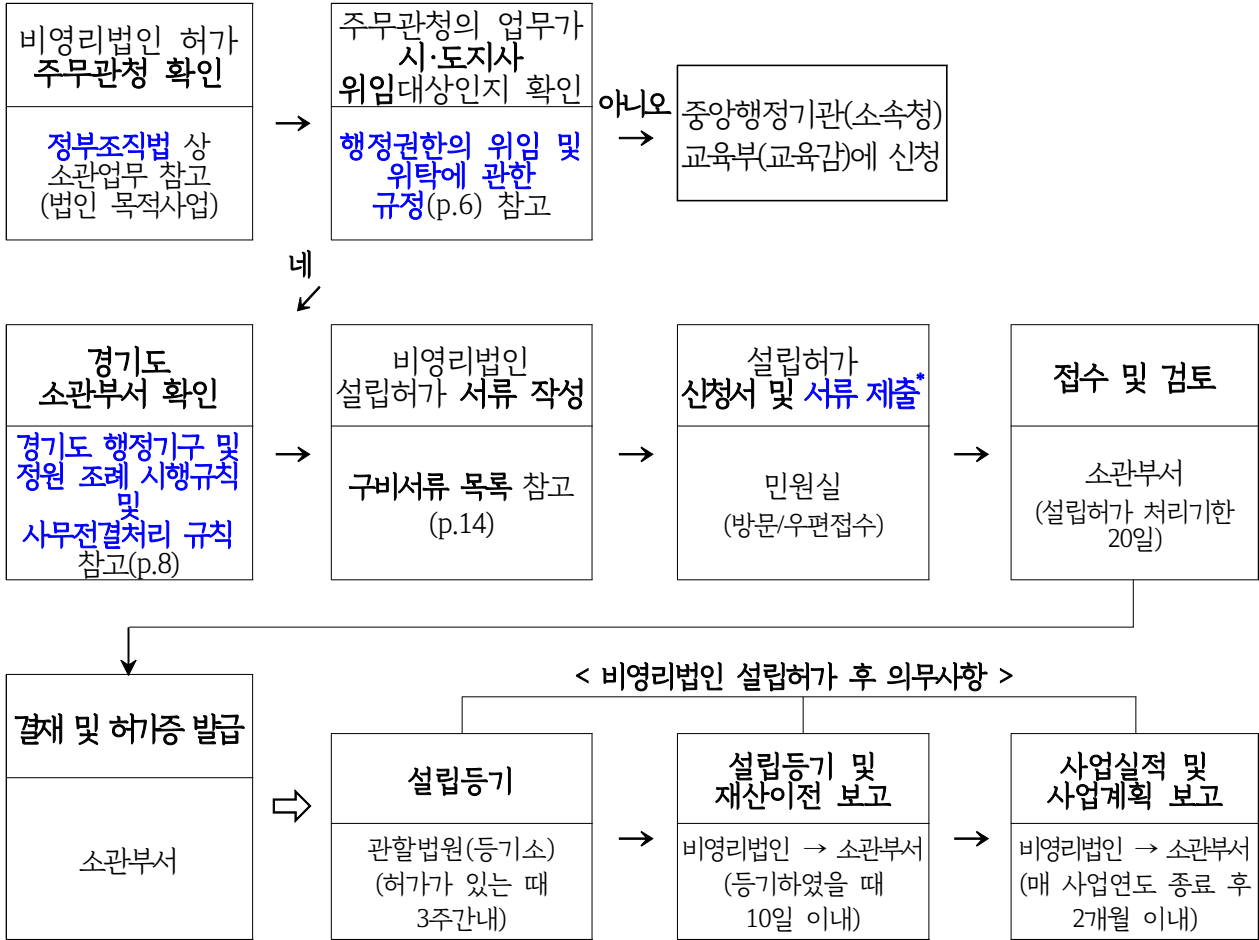 비영리법인 허가
주무관청 확인
정부조직법 상
소관업무 참고
(법인 목적사업)
→
주무관청의 업무가
시·도지사
위임대상인지 확인
행정권한의 위임 및
위탁에 관한
규정(p.6) 참고
아니오
→
중앙행정기관(소속청)
교육부(교육감)에 신청
네
↙
경기도
소관부서 확인
경기도 행정기구 및
정원 조례 시행규칙
및
사무전결처리 규칙
참고(p.8)
→
비영리법인
설립허가 서류 작성
구비서류 목록 참고
(p.14)
→
설립허가
신청서 및 서류 제출*
민원실
(방문/우편접수)
→
접수 및 검토
소관부서
(설립허가 처리기한
20일)
결재 및 허가증 발급
소관부서
⇨
< 비영리법인 설립허가 후 의무사항 >
설립등기
관할법원(등기소)
(허가가 있는 때
3주간내)
→
설립등기 및
재산이전 보고
비영리법인 → 소관부서
(등기하였을 때
10일 이내)
→
사업실적 및
사업계획 보고
비영리법인 → 소관부서
(매 사업연도 종료 후
2개월 이내)